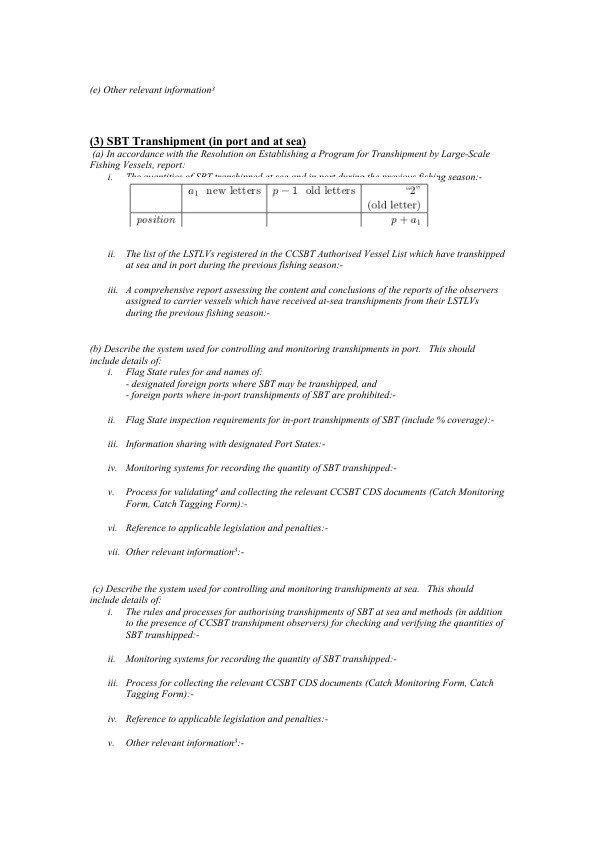 (e) Other relevant information³
(3) SBT Transhipment (in port and at sea)
(a) In accordance with the Resolution on Establishing a Program for Transhipment by Large-Scale
Fishing Vessels, report:
i. The quantities of SBT transhipped at sea and in port during the previous fishing season:-
a₁ new letters p − 1 old letters "2"
(old letter)
position p + a₁
ii. The list of the LSTLVs registered in the CCSBT Authorised Vessel List which have transhipped
at sea and in port during the previous fishing season:-
iii. A comprehensive report assessing the content and conclusions of the reports of the observers
assigned to carrier vessels which have received at-sea transhipments from their LSTLVs
during the previous fishing season:-
(b) Describe the system used for controlling and monitoring transhipments in port. This should
include details of:
i. Flag State rules for and names of:
- designated foreign ports where SBT may be transhipped, and
- foreign ports where in-port transhipments of SBT are prohibited:-
ii. Flag State inspection requirements for in-port transhipments of SBT (include % coverage):-
iii. Information sharing with designated Port States:-
iv. Monitoring systems for recording the quantity of SBT transhipped:-
v. Process for validating⁴ and collecting the relevant CCSBT CDS documents (Catch Monitoring
Form, Catch Tagging Form):-
vi. Reference to applicable legislation and penalties:-
vii. Other relevant information³:-
(c) Describe the system used for controlling and monitoring transhipments at sea. This should
include details of:
i. The rules and processes for authorising transhipments of SBT at sea and methods (in addition
to the presence of CCSBT transhipment observers) for checking and verifying the quantities of
SBT transhipped:-
ii. Monitoring systems for recording the quantity of SBT transhipped:-
iii. Process for collecting the relevant CCSBT CDS documents (Catch Monitoring Form, Catch
Tagging Form):-
iv. Reference to applicable legislation and penalties:-
v. Other relevant information³:-